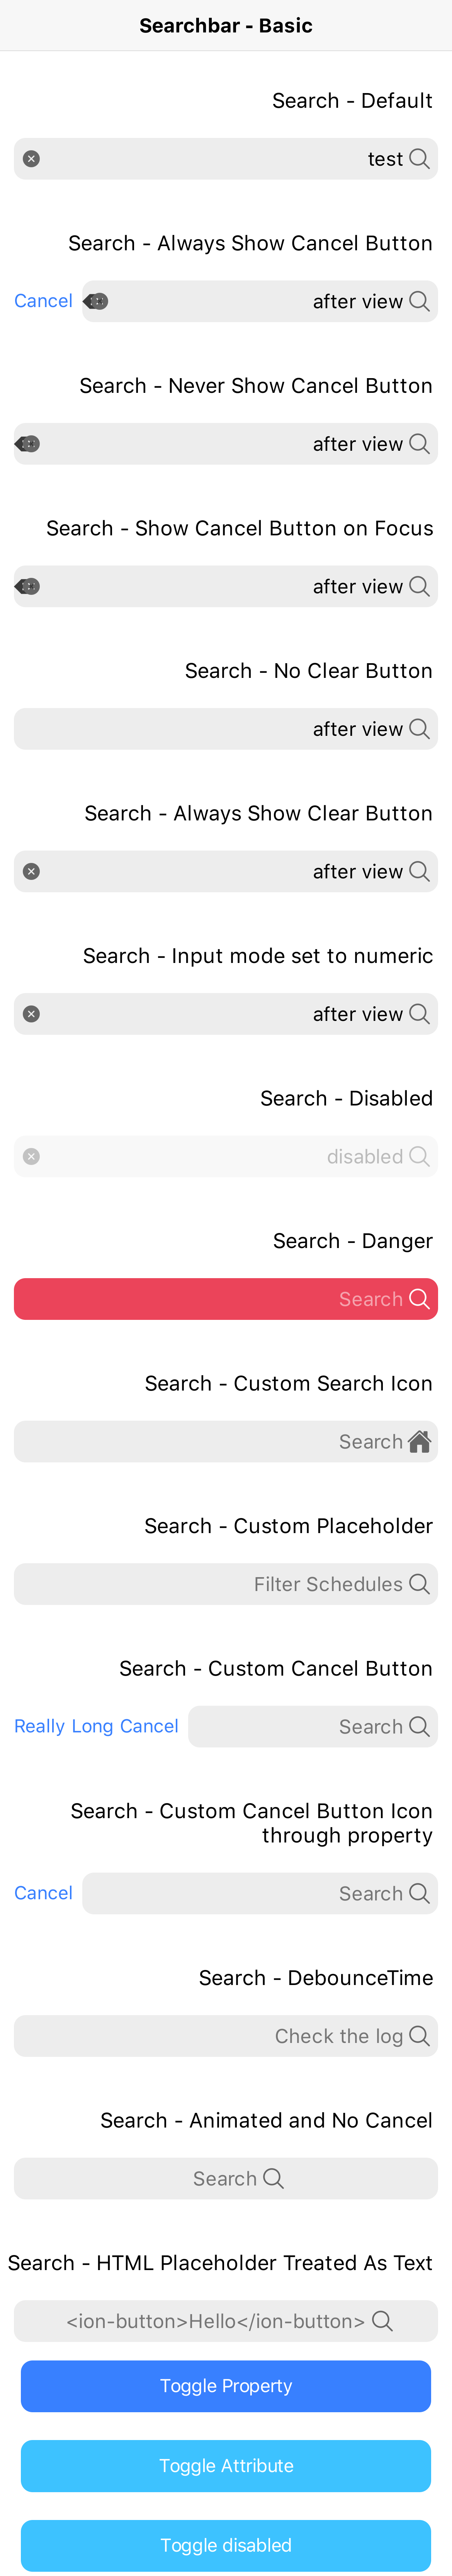 Searchbar - Basic
Search - Default
test
Search - Always Show Cancel Button
Cancel
after view
Search - Never Show Cancel Button
after view
Search - Show Cancel Button on Focus
after view
Search - No Clear Button
after view
Search - Always Show Clear Button
after view
Search - Input mode set to numeric
after view
Search - Disabled
disabled
Search - Danger
Search
Search - Custom Search Icon
Search
Search - Custom Placeholder
Filter Schedules
Search - Custom Cancel Button
Really Long Cancel
Search
Search - Custom Cancel Button Icon
through property
Cancel
Search
Search - DebounceTime
Check the log
Search - Animated and No Cancel
Search
Search - HTML Placeholder Treated As Text
<ion-button>Hello</ion-button>
Toggle Property
Toggle Attribute
Toggle disabled